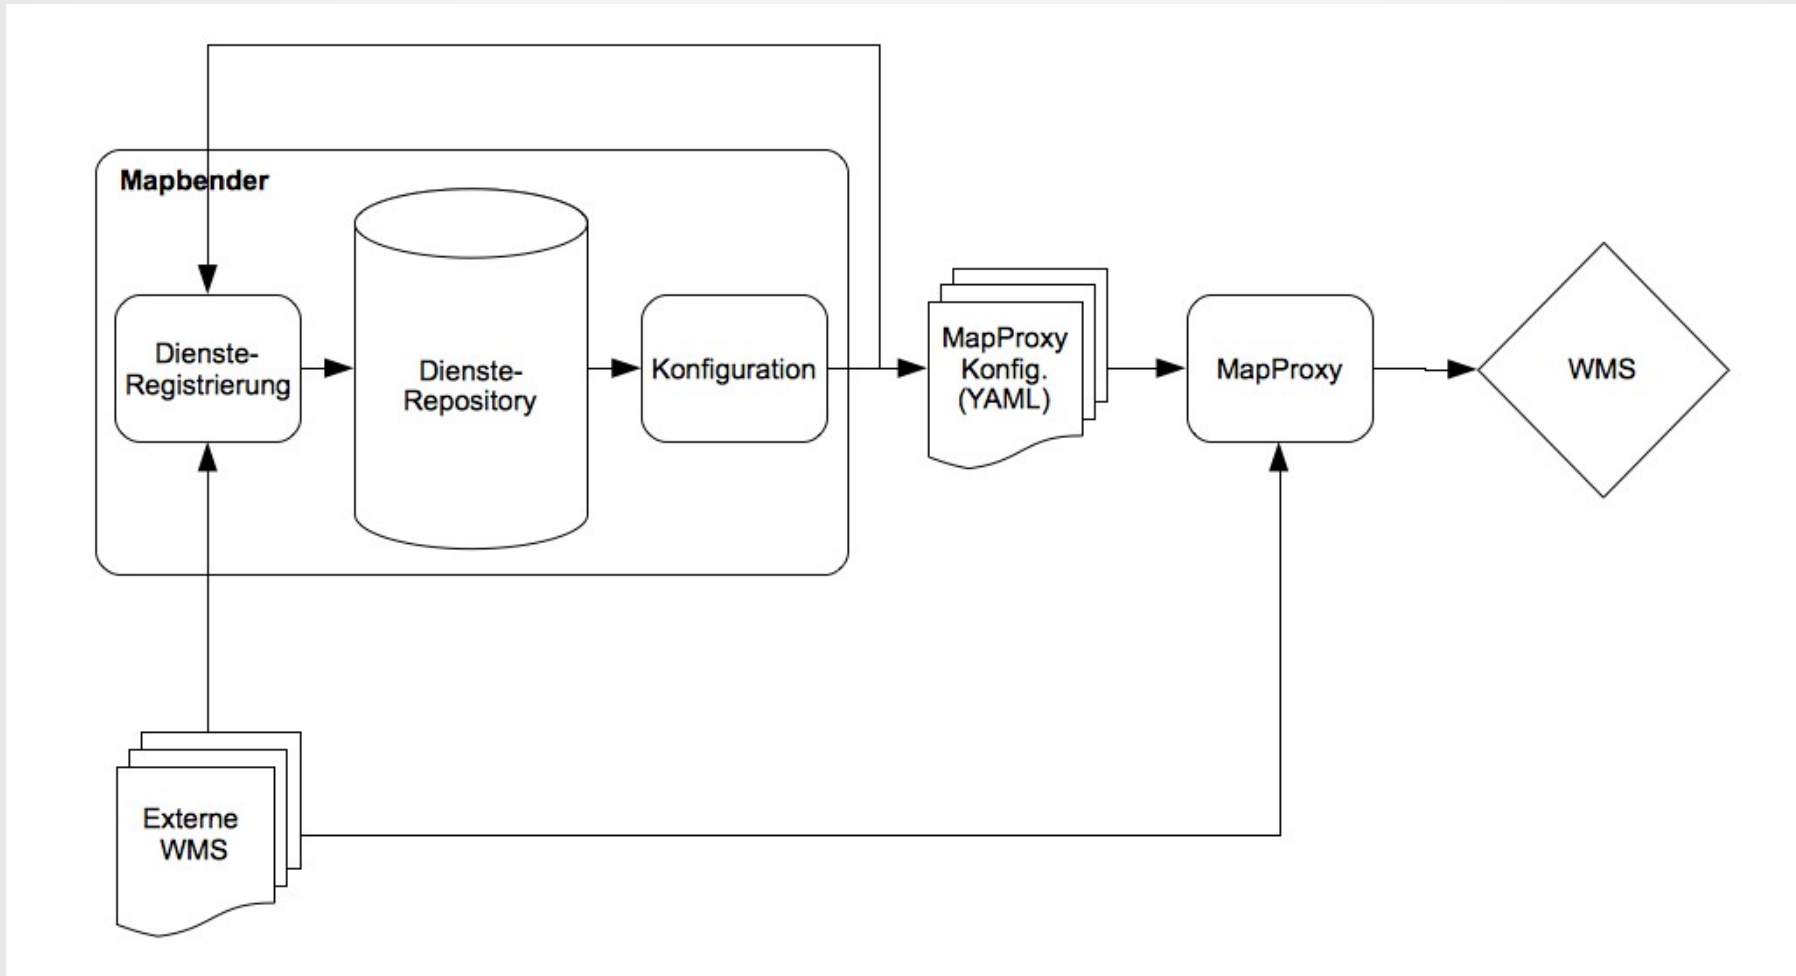 Mapbender
Dienste-
Registrierung
Dienste-
Repository
Konfiguration
MapProxy
Konfig.
(YAML)
MapProxy
WMS
Externe
WMS